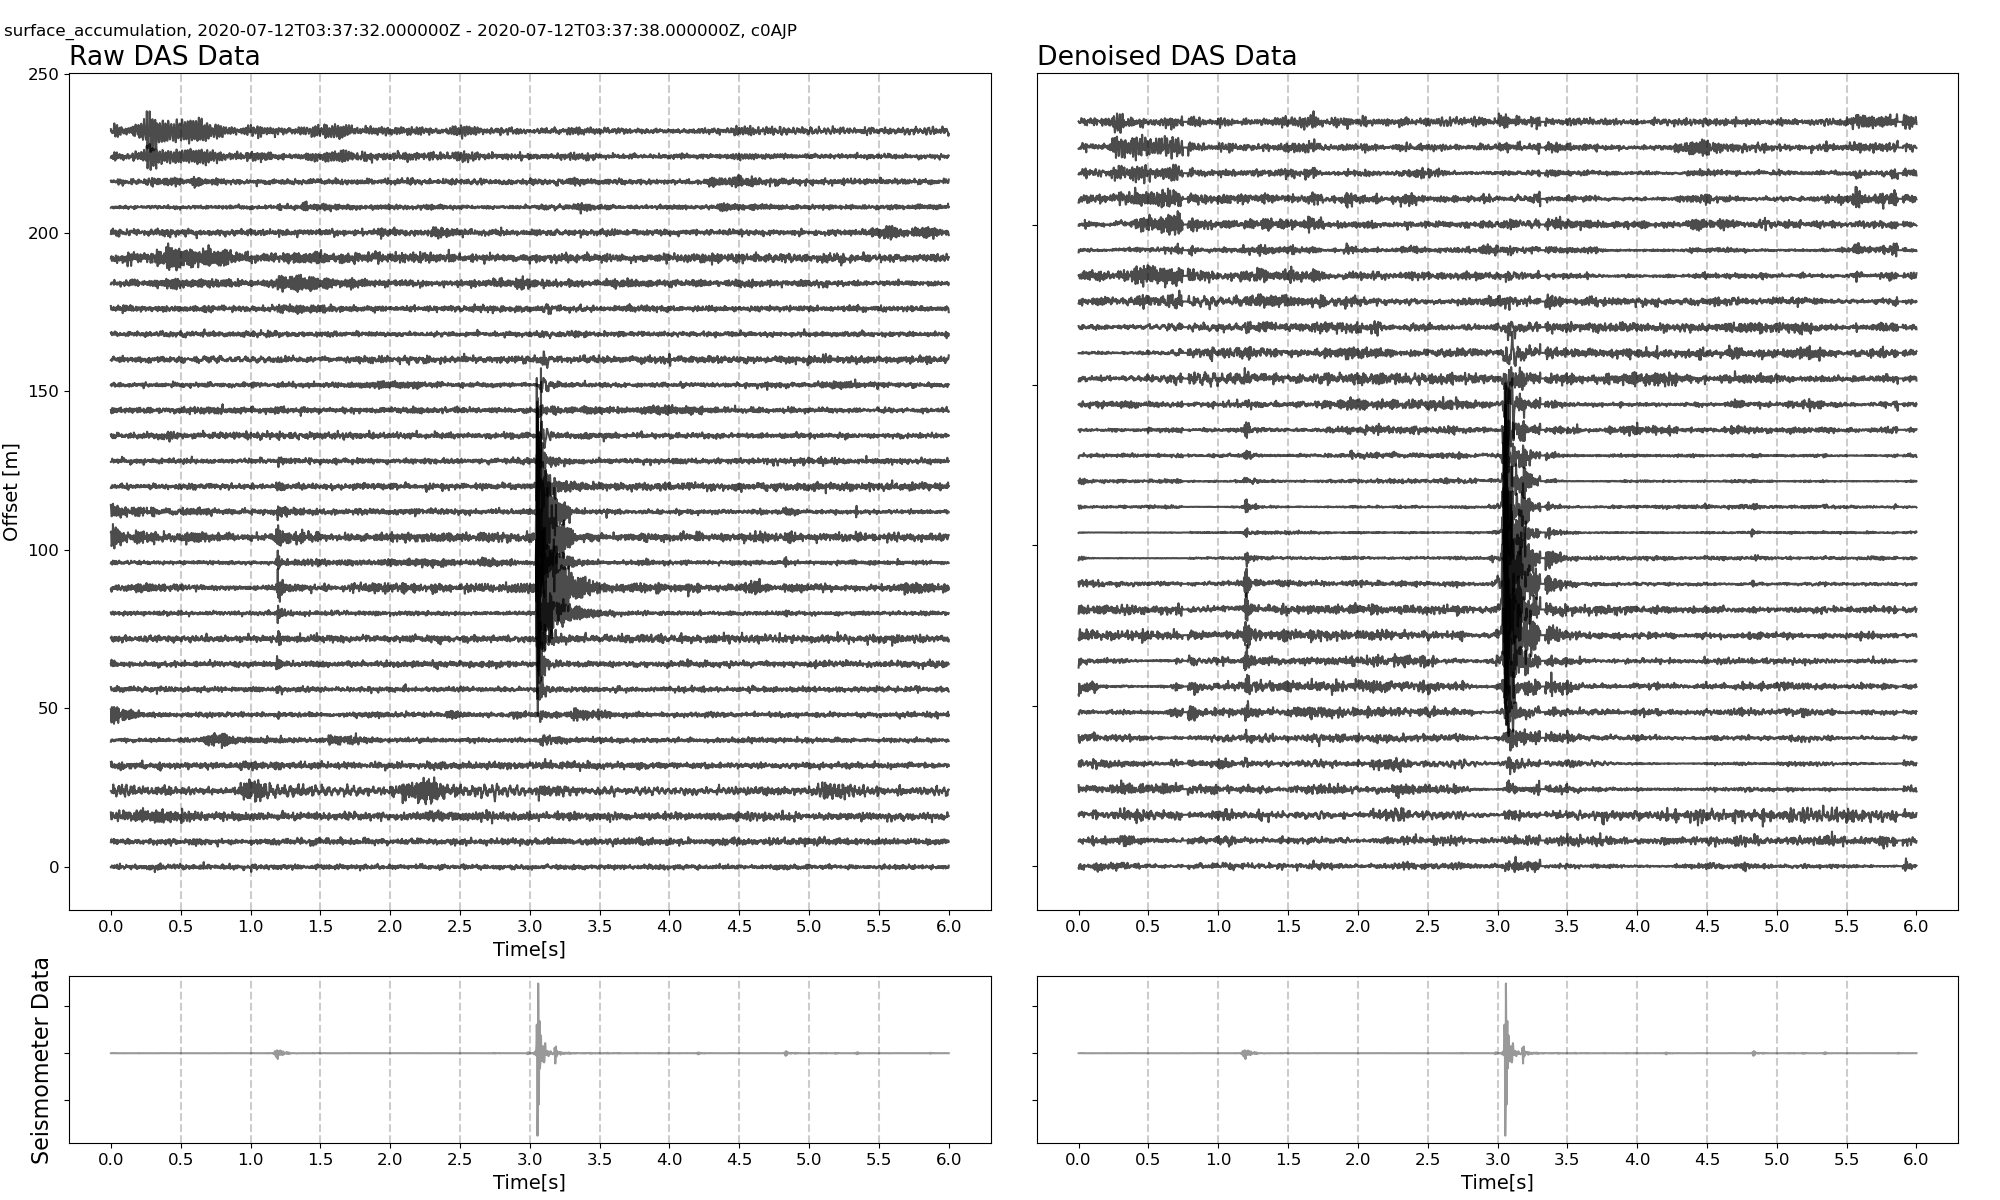 surface_accumulation, 2020-07-12T03:37:32.000000Z - 2020-07-12T03:37:38.000000Z, c0AJP
Raw DAS Data
Denoised DAS Data
Offset [m]
250
200
150
100
50
0
0.0 0.5 1.0 1.5 2.0 2.5 3.0 3.5 4.0 4.5 5.0 5.5 6.0
Time[s]
0.0 0.5 1.0 1.5 2.0 2.5 3.0 3.5 4.0 4.5 5.0 5.5 6.0
Seismometer Data
0.0 0.5 1.0 1.5 2.0 2.5 3.0 3.5 4.0 4.5 5.0 5.5 6.0
Time[s]
0.0 0.5 1.0 1.5 2.0 2.5 3.0 3.5 4.0 4.5 5.0 5.5 6.0
Time[s]